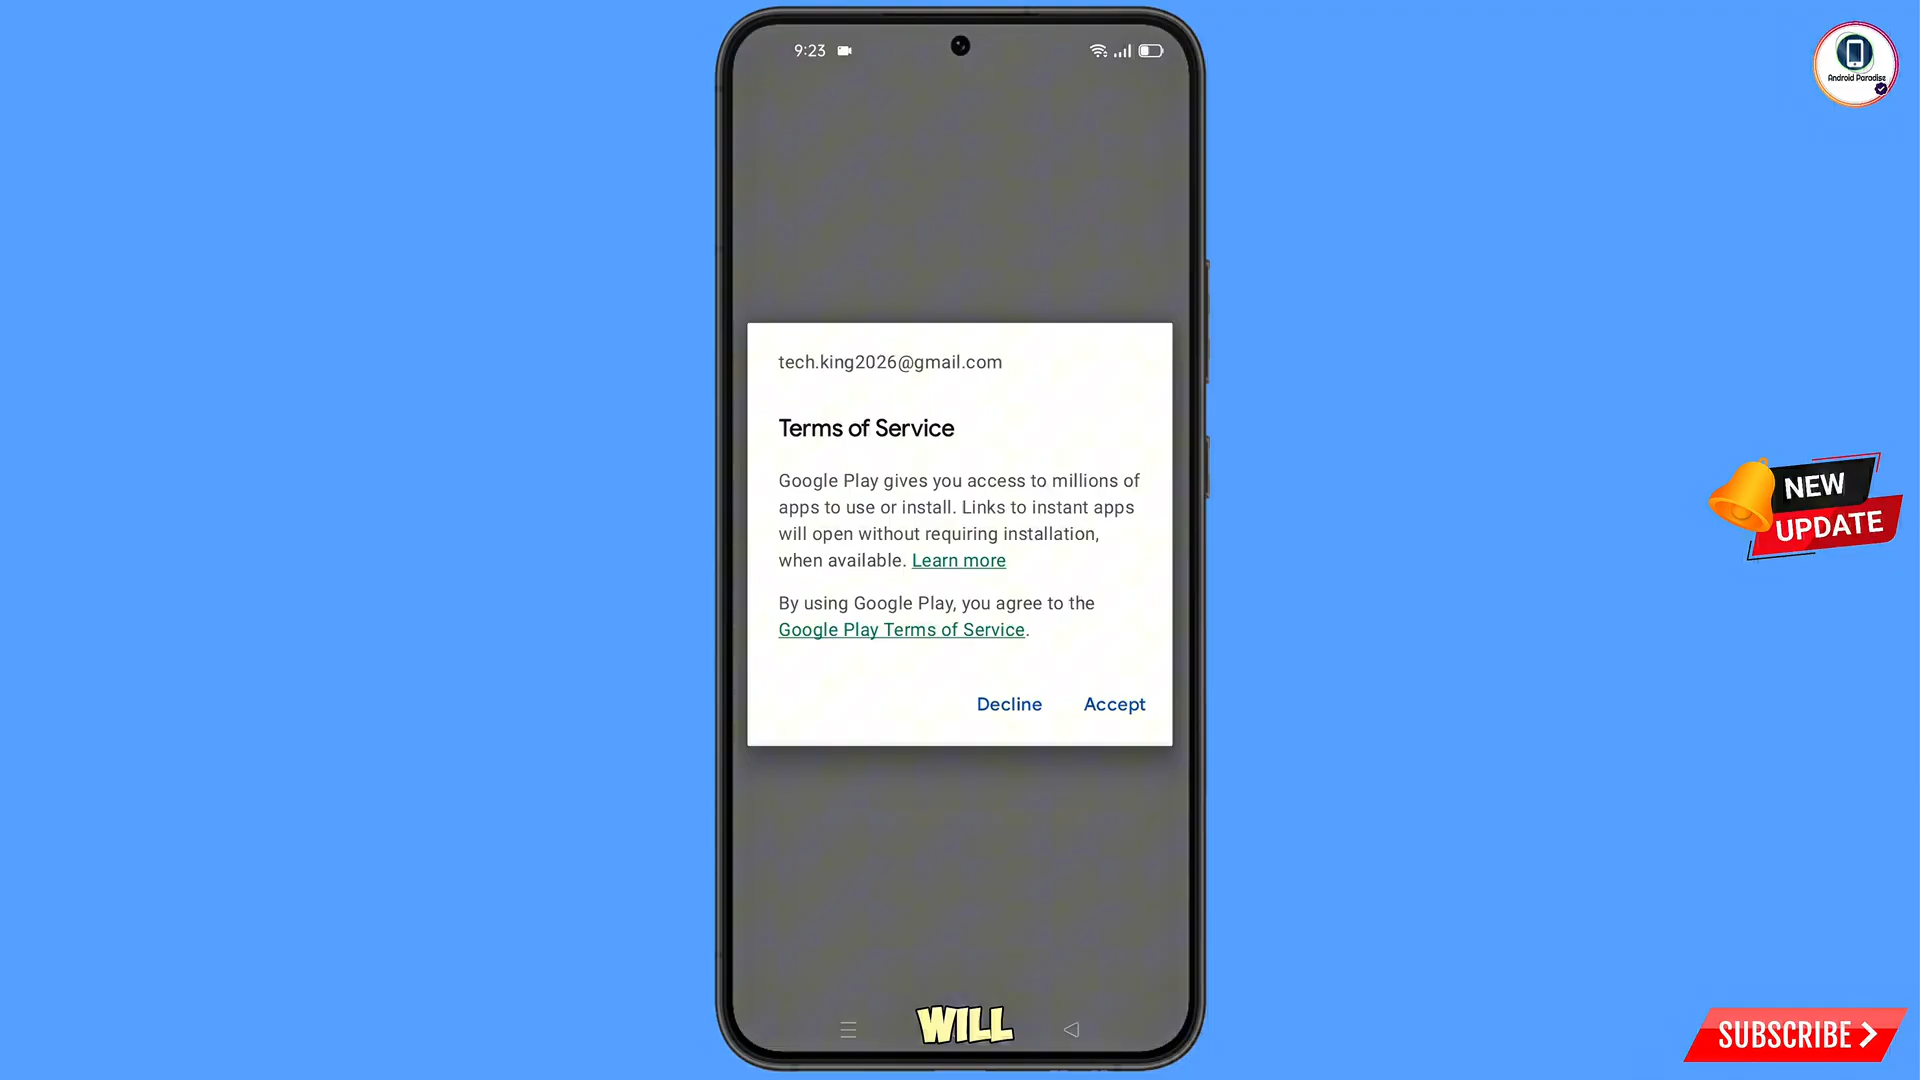 9:23
Android Paradise
tech.king2026@gmail.com
Terms of Service
Google Play gives you access to millions of
apps to use or install. Links to instant apps
will open without requiring installation,
when available. Learn more
By using Google Play, you agree to the
Google Play Terms of Service.
Decline Accept
NEW
UPDATE
WILL
SUBSCRIBE